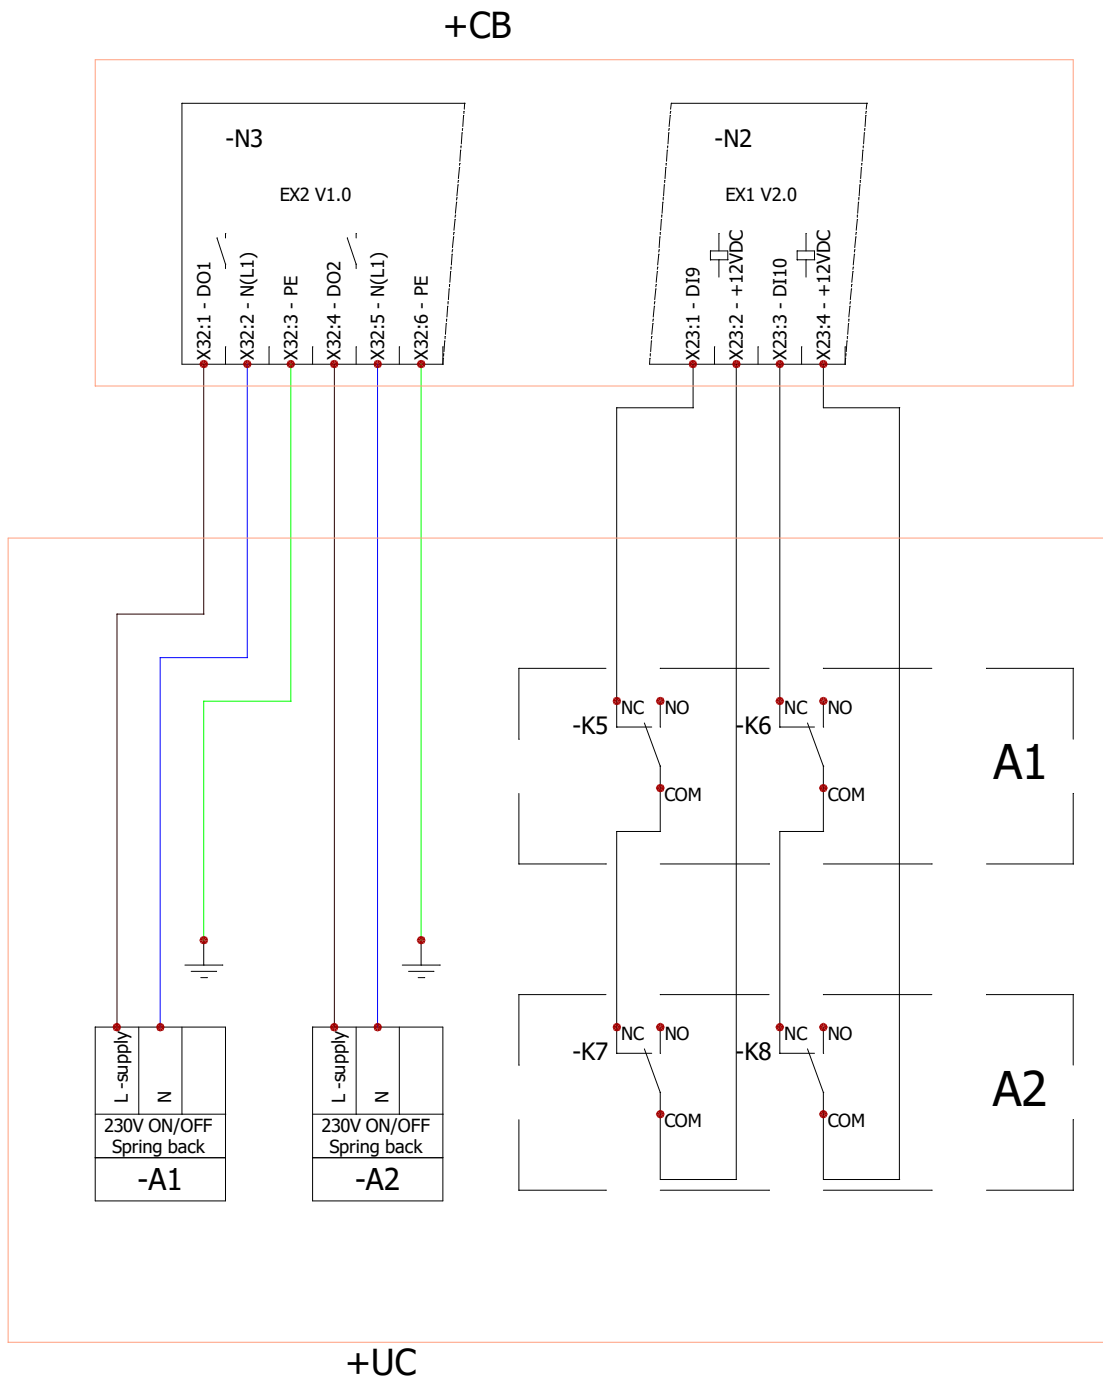 +CB
-N3
EX2 V1.0
X32:1 - DO1
X32:2 - N(L1)
X32:3 - PE
X32:4 - DO2
X32:5 - N(L1)
X32:6 - PE
-N2
EX1 V2.0
X23:1 - DI9
X23:2 - +12VDC
X23:3 - DI10
X23:4 - +12VDC
NC
NO
-K5
COM
NC
NO
-K6
COM
A1
NC
NO
-K7
COM
NC
NO
-K8
COM
A2
L -supply
N
230V ON/OFF
Spring back
-A1
L -supply
N
230V ON/OFF
Spring back
-A2
+UC